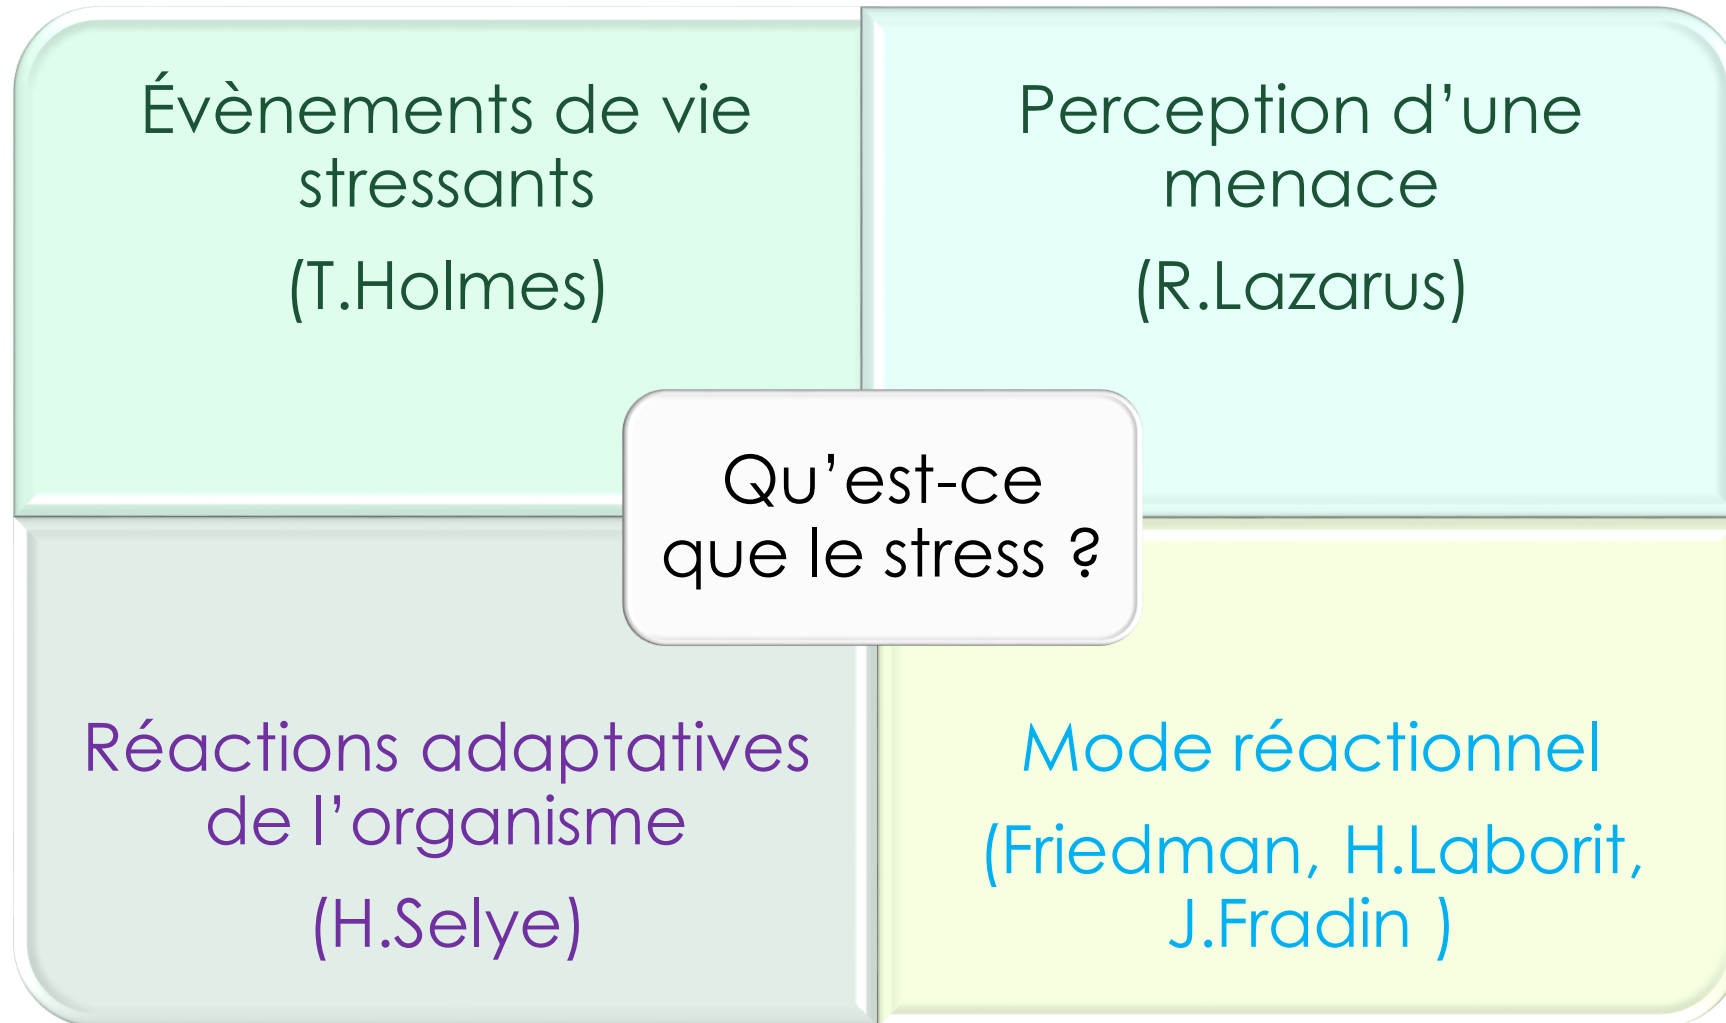 Évènements de vie
stressants
(T.Holmes)
Perception d’une
menace
(R.Lazarus)
Qu’est-ce
que le stress ?
Réactions adaptatives
de l’organisme
(H.Selye)
Mode réactionnel
(Friedman, H.Laborit,
J.Fradin )